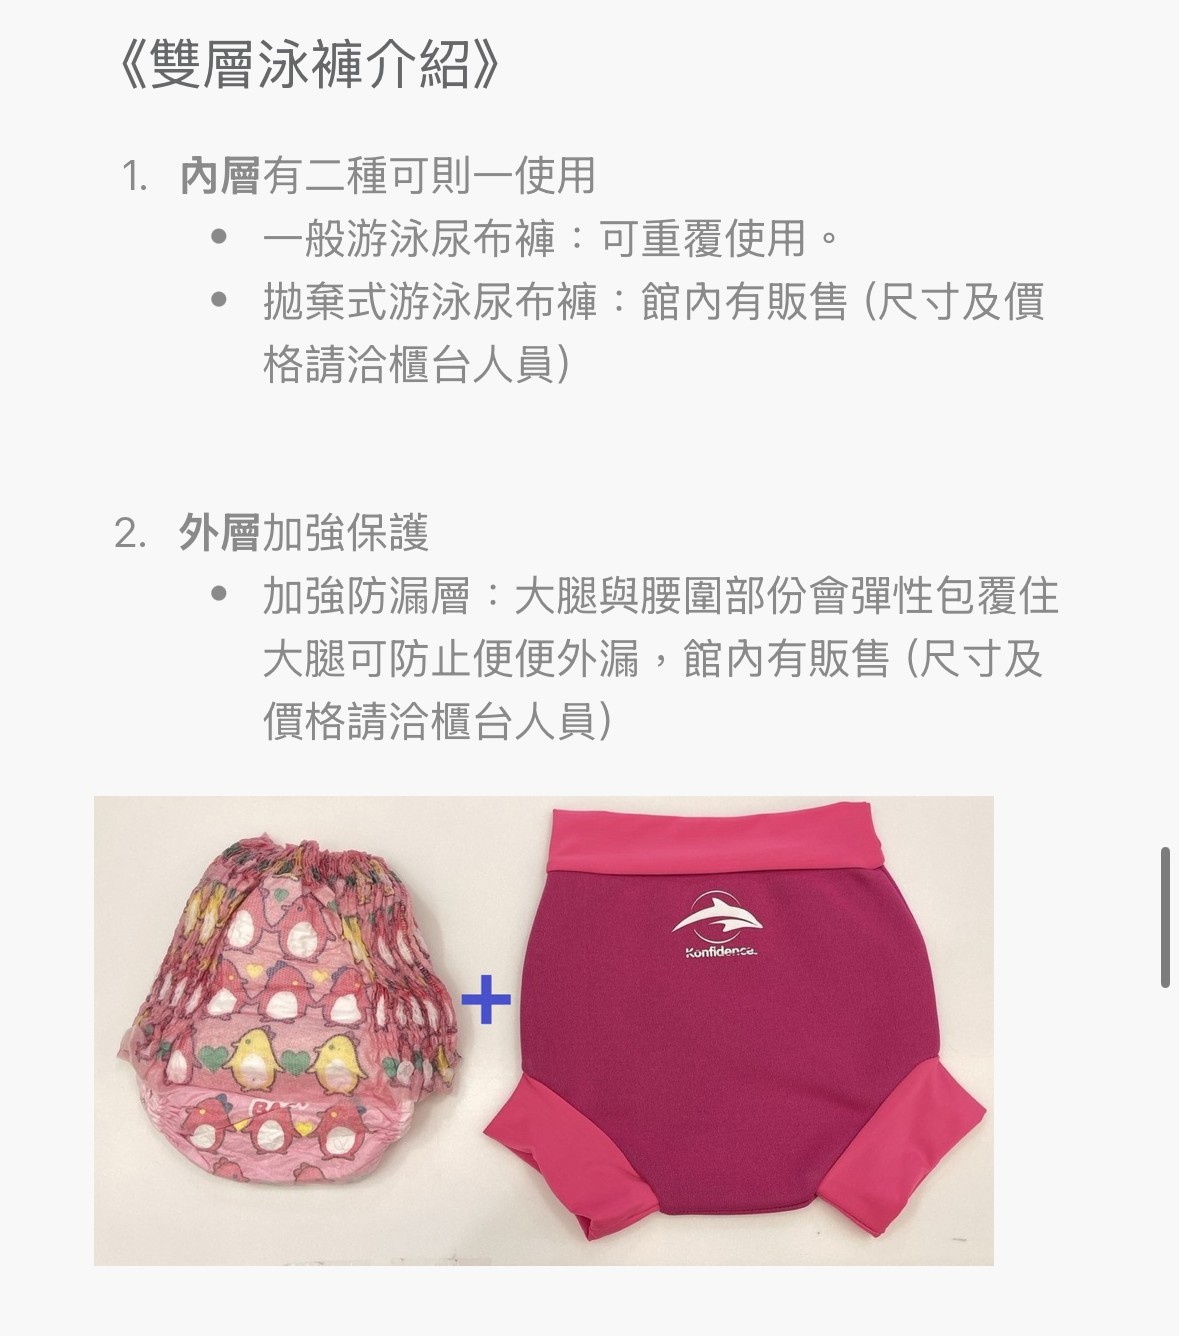 《雙層泳褲介紹》
1. 內層有二種可則一使用
• 一般游泳尿布褲：可重覆使用。
• 拋棄式游泳尿布褲：館內有販售 (尺寸及價
格請洽櫃台人員)
2. 外層加強保護
• 加強防漏層：大腿與腰圍部份會彈性包覆住
大腿可防止便便外漏，館內有販售 (尺寸及
價格請洽櫃台人員)
+
Konfidence